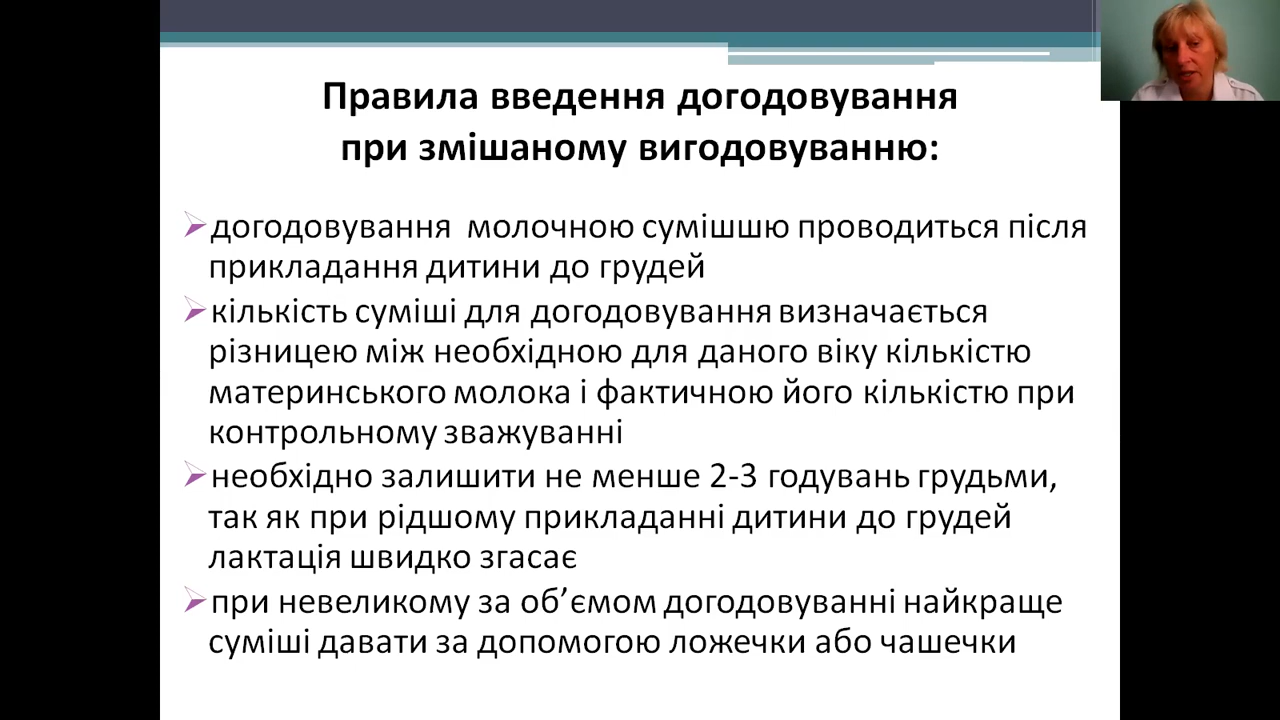 Правила введення догодовування
при змішаному вигодовуванню:
догодовування молочною сумішшю проводиться після
прикладання дитини до грудей
кількість суміші для догодовування визначається
різницею між необхідною для даного віку кількістю
материнського молока і фактичною його кількістю при
контрольному зважуванні
необхідно залишити не менше 2-3 годувань грудьми,
так як при рідшому прикладанні дитини до грудей
лактація швидко згасає
при невеликому за об’ємом догодовуванні найкраще
суміші давати за допомогою ложечки або чашечки